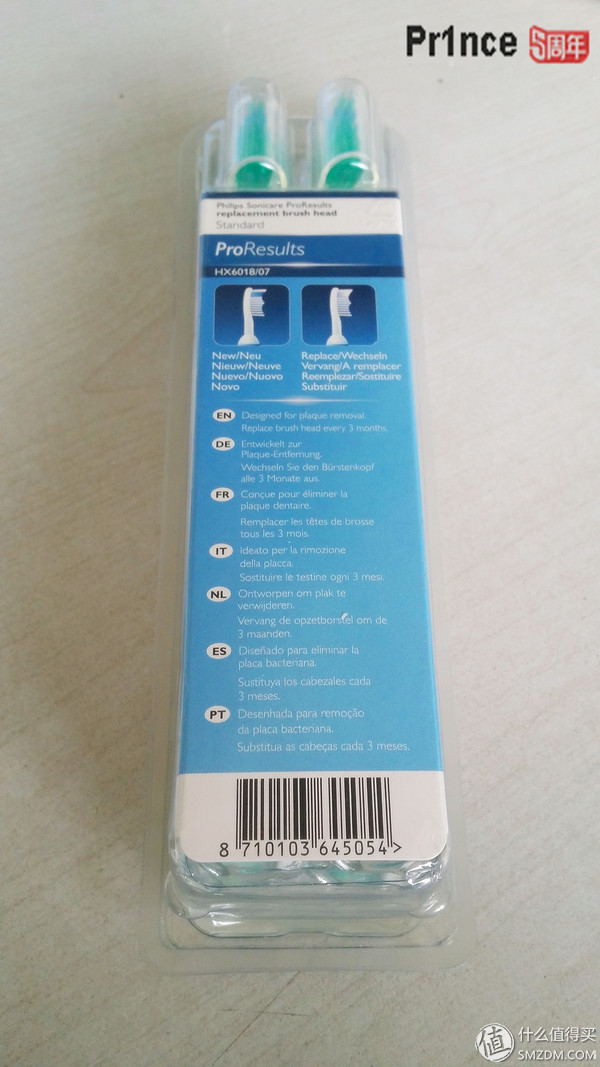 Pr1nce 5周年
Philips Sonicare ProResults
replacement brush head
Standard
ProResults
HX6018/07
New/Neu
Nieuw/Neuve
Nuevo/Nuovo
Novo
Replace/Wechseln
Vervang/A remplacer
Reemplezar/Sostituire
Substituir
EN Designed for plaque removal.
Replace brush head every 3 months.
DE Entwickelt zur
Plaque-Entfernung.
Wechseln Sie den Bürstenkopf
alle 3 Monate aus.
FR Conçue pour éliminer la
plaque dentaire.
Remplacer les têtes de brosse
tous les 3 mois.
IT Ideato per la rimozione
della placca.
Sostituire le testine ogni 3 mesi.
NL Ontworpen om plak te
verwijderen.
Vervang de opzetborstel om de
3 maanden.
ES Diseñado para eliminar la
placa bacteriana.
Sustituya los cabezales cada
3 meses.
PT Desenhada para remoção
da placa bacteriana.
Substitua as cabeças cada 3 meses.
8 710103 645054 >
值 什么值得买
SMZDM.COM